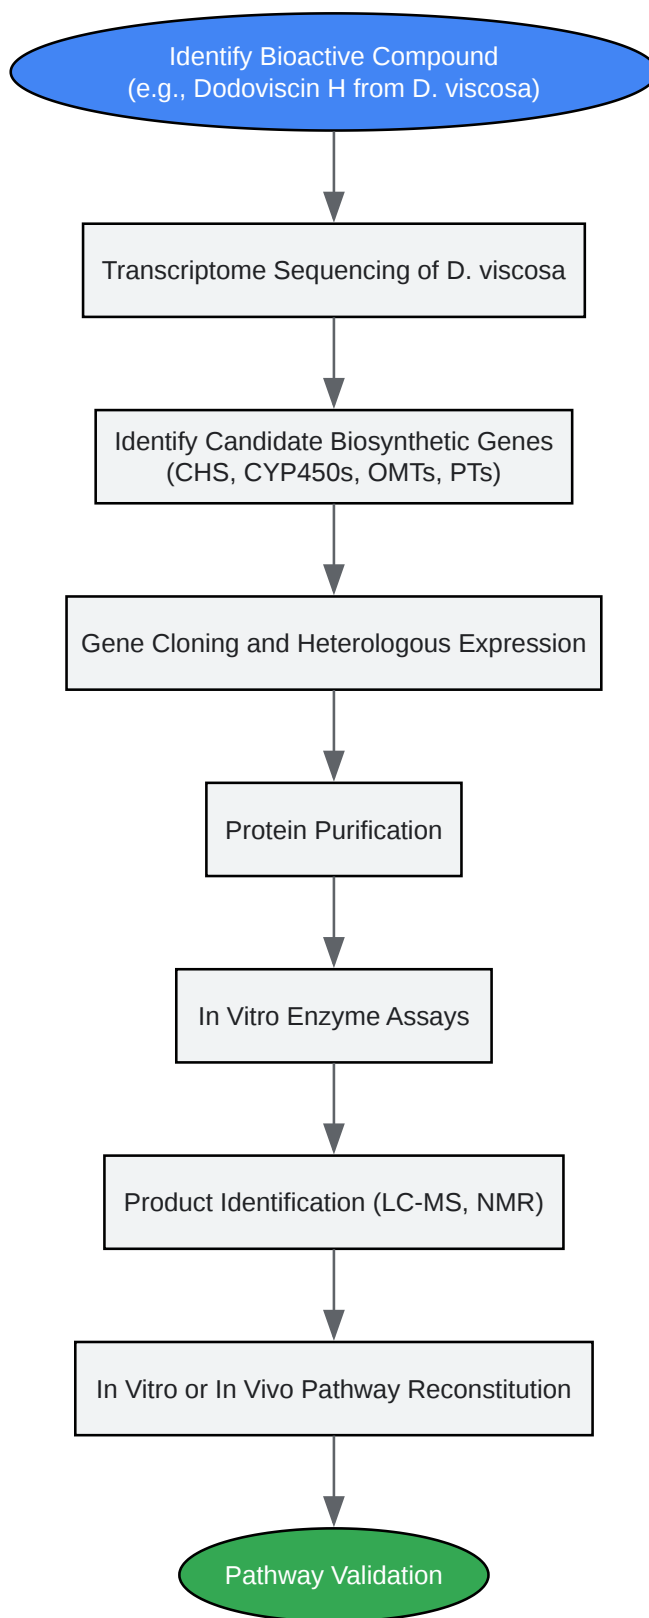 Identify Bioactive Compound
(e.g., Dodoviscin H from D. viscosa)
Transcriptome Sequencing of D. viscosa
Identify Candidate Biosynthetic Genes
(CHS, CYP450s, OMTs, PTs)
Gene Cloning and Heterologous Expression
Protein Purification
In Vitro Enzyme Assays
Product Identification (LC-MS, NMR)
In Vitro or In Vivo Pathway Reconstitution
Pathway Validation